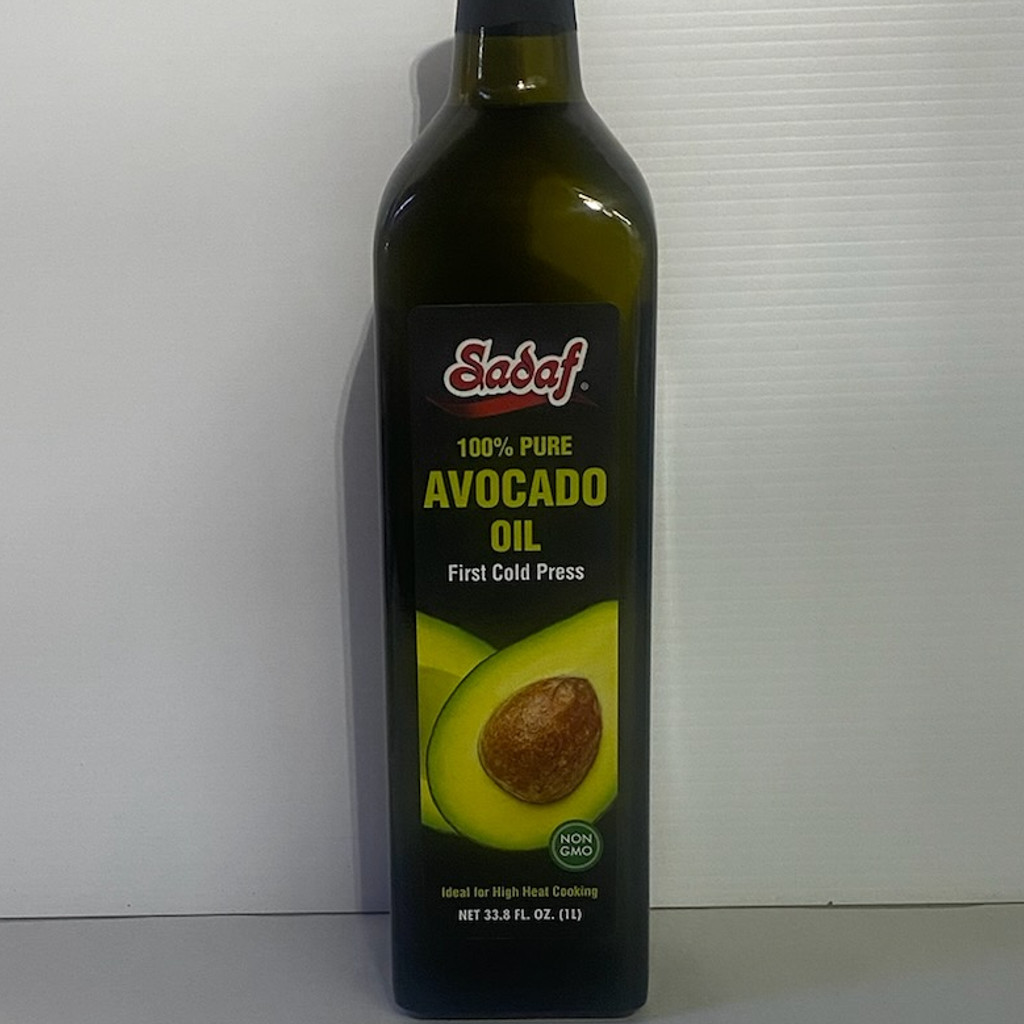 Sadaf®
100% PURE
AVOCADO
OIL
First Cold Press
NON
GMO
Ideal for High Heat Cooking
NET 33.8 FL. OZ. (1L)